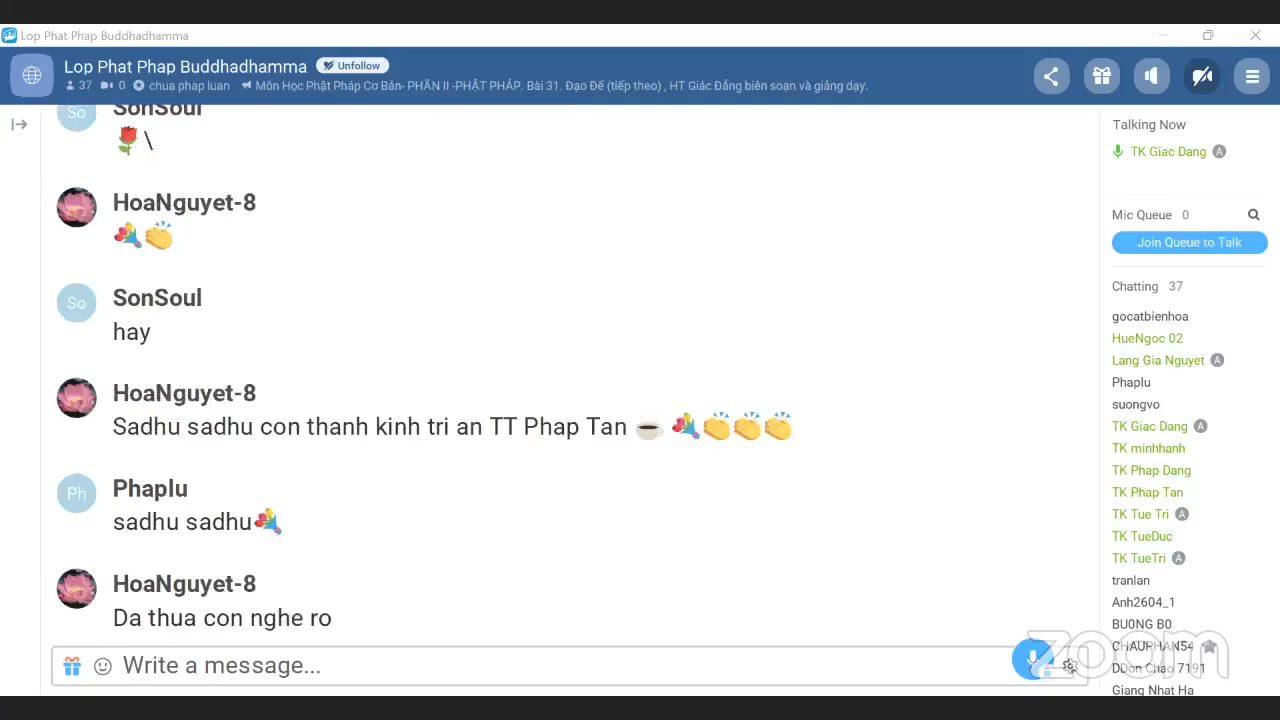 Lop Phat Phap Buddhadhamma
Lop Phat Phap Buddhadhamma Unfollow
37 0 chua phap luan Môn Học Phật Pháp Cơ Bản- PHẦN II -PHẬT PHÁP. Bài 31. Đạo Đế (tiếp theo) , HT Giác Đẳng biên soạn và giảng dạy.
So SonSoul
\
HoaNguyet-8
So SonSoul
hay
HoaNguyet-8
Sadhu sadhu con thanh kinh tri an TT Phap Tan
Ph Phaplu
sadhu sadhu
HoaNguyet-8
Da thua con nghe ro
Write a message...
Talking Now
TK Giac Dang A
Mic Queue 0
Join Queue to Talk
Chatting 37
gocatbienhoa
HueNgoc 02
Lang Gia Nguyet A
Phaplu
suongvo
TK Giac Dang A
TK minhhanh
TK Phap Dang
TK Phap Tan
TK Tue Tri A
TK TueDuc
TK TueTri A
tranlan
Anh2604_1
BU0NG B0
CHAUPHAN54
DDon Chao 7191
Giang Nhat Ha
zoom